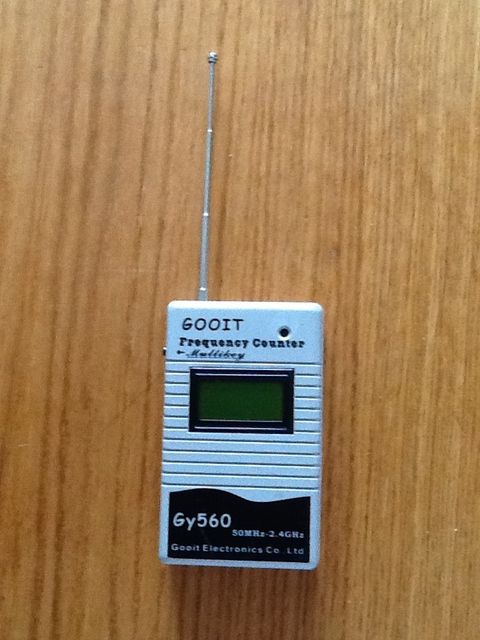 GOOIT
Frequency Counter
Multikey
Gy560
50MHz-2.4GHz
Gooit Electronics Co., Ltd